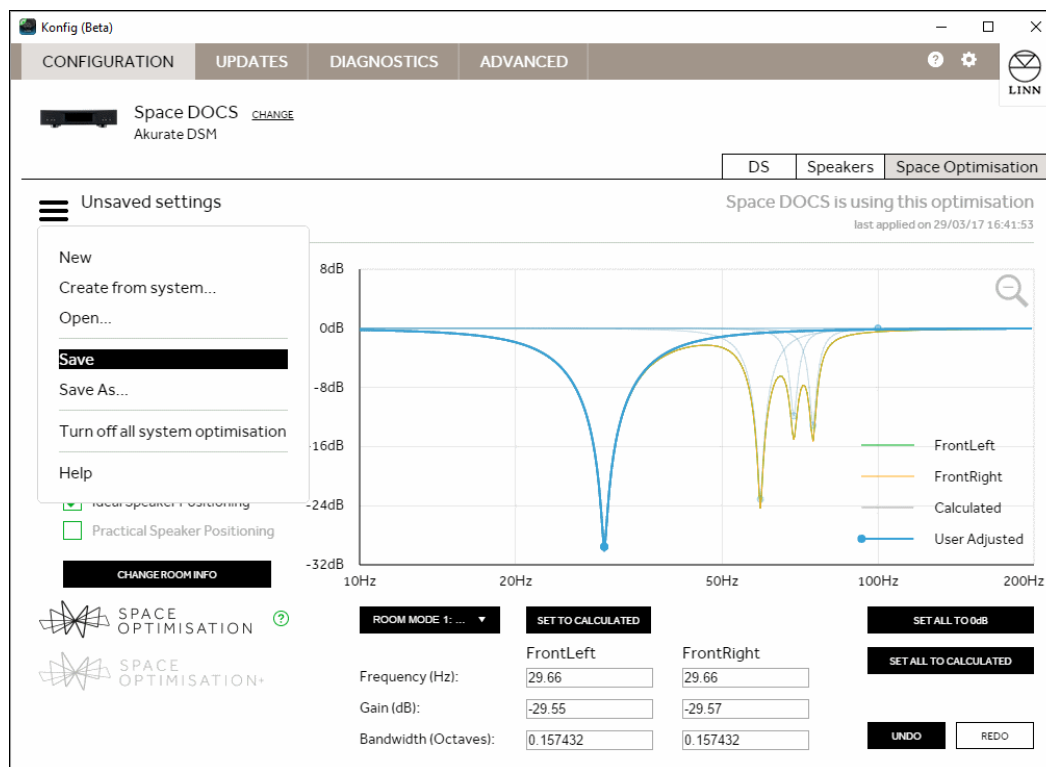 Konfig (Beta)
CONFIGURATION UPDATES DIAGNOSTICS ADVANCED ?
LINN
Space DOCS CHANGE
Akurate DSM
DS Speakers Space Optimisation
Unsaved settings
Space DOCS is using this optimisation
last applied on 29/03/17 16:41:53
New
Create from system...
Open...
Save
Save As...
Turn off all system optimisation
Help
Ideal Speaker Positioning
Practical Speaker Positioning
CHANGE ROOM INFO
SPACE OPTIMISATION ?
SPACE OPTIMISATION+
8dB
0dB
-8dB
-16dB
-24dB
-32dB
10Hz 20Hz 50Hz 100Hz 200Hz
FrontLeft
FrontRight
Calculated
User Adjusted
ROOM MODE 1: ... SET TO CALCULATED SET ALL TO 0dB
SET ALL TO CALCULATED
FrontLeft FrontRight
Frequency (Hz): 29.66 29.66
Gain (dB): -29.55 -29.57
Bandwidth (Octaves): 0.157432 0.157432
UNDO REDO